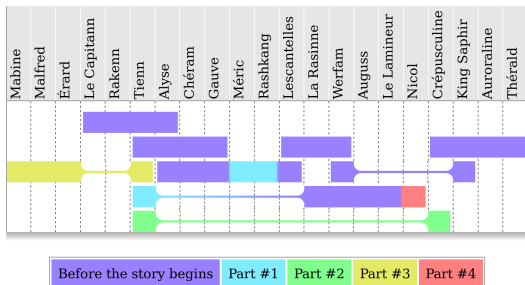 Mabine
Malfred
Érard
Le Capitann
Rakenn
Tienn
Alyse
Chéram
Gauve
Méric
Rashkang
Lescantelles
La Rasinne
Werfam
Auguss
Le Lamineur
Nicol
Crépusculine
King Saphir
Auroraline
Thérald
Before the story begins Part #1 Part #2 Part #3 Part #4